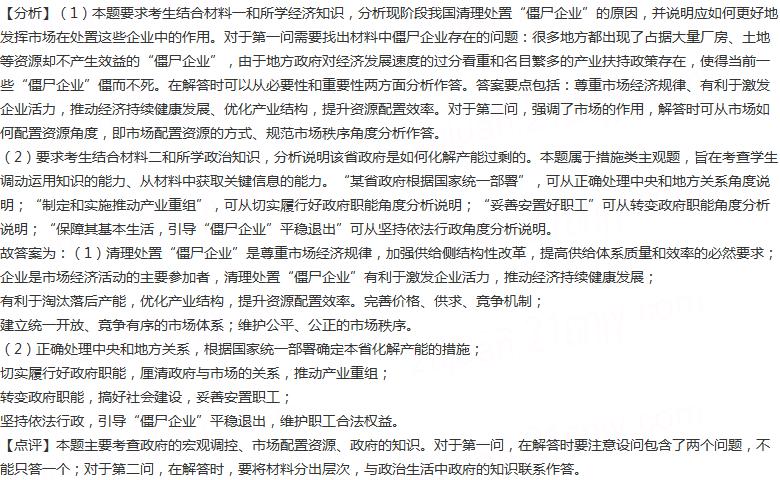 【分析】（1）本题要求考生结合材料一和所学经济知识，分析现阶段我国清理处置“僵尸企业”的原因，并说明应如何更好地
发挥市场在处置这些企业中的作用。对于第一问需要找出材料中僵尸企业存在的问题：很多地方都出现了占据大量厂房、土地
等资源却不产生效益的“僵尸企业”，由于地方政府对经济发展速度的过分看重和名目繁多的产业扶持政策存在，使得当前一
些“僵尸企业”僵而不死。在解答时可以从必要性和重要性两方面分析作答。答案要点包括：尊重市场经济规律、有利于激发
企业活力，推动经济持续健康发展、优化产业结构，提升资源配置效率。对于第二问，强调了市场的作用，解答时可从市场如
何配置资源角度，即市场配置资源的方式、规范市场秩序角度分析作答。
（2）要求考生结合材料二和所学政治知识，分析说明该省政府是如何化解产能过剩的。本题属于措施类主观题，旨在考查学生
调动运用知识的能力、从材料中获取关键信息的能力。“某省政府根据国家统一部署”，可从正确处理中央和地方关系角度说
明；“制定和实施推动产业重组”，可从切实履行好政府职能角度分析说明；“妥善安置好职工”可从转变政府职能角度分析
说明；“保障其基本生活，引导“僵尸企业”平稳退出”可从坚持依法行政角度分析说明。
故答案为：（1）清理处置“僵尸企业”是尊重市场经济规律，加强供给侧结构性改革，提高供给体系质量和效率的必然要求；
企业是市场经济活动的主要参加者，清理处置“僵尸企业”有利于激发企业活力，推动经济持续健康发展；
有利于淘汰落后产能，优化产业结构，提升资源配置效率。完善价格、供求、竞争机制；
建立统一开放、竞争有序的市场体系；维护公平、公正的市场秩序。
（2）正确处理中央和地方关系，根据国家统一部署确定本省化解产能的措施；
切实履行好政府职能，厘清政府与市场的关系，推动产业重组；
转变政府职能，搞好社会建设，妥善安置职工；
坚持依法行政，引导“僵尸企业”平稳退出，维护职工合法权益。
【点评】本题主要考查政府的宏观调控、市场配置资源、政府的知识。对于第一问，在解答时要注意设问包含了两个问题，不
能只答一个；对于第二问，在解答时，要将材料分出层次，与政治生活中政府的知识联系作答。